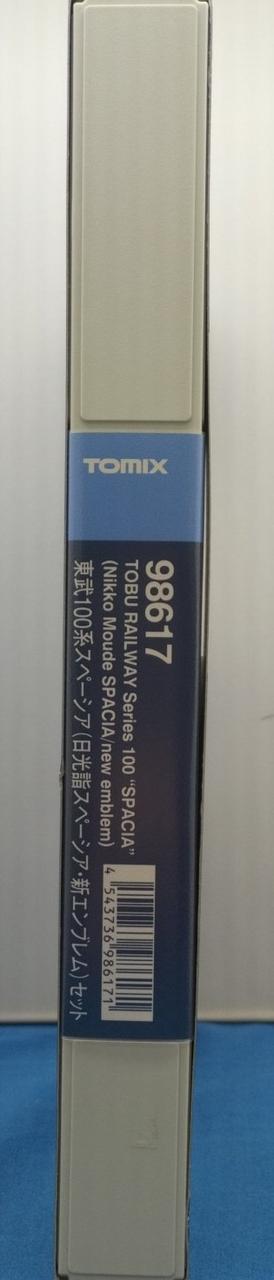 TOMIX
98617
TOBU RAILWAY Series 100 "SPACIA"
(Nikko Moude SPACIA/new emblem)
東武100系スペーシア(日光詣スペーシア・新エンブレム)セット
4 543736 986171